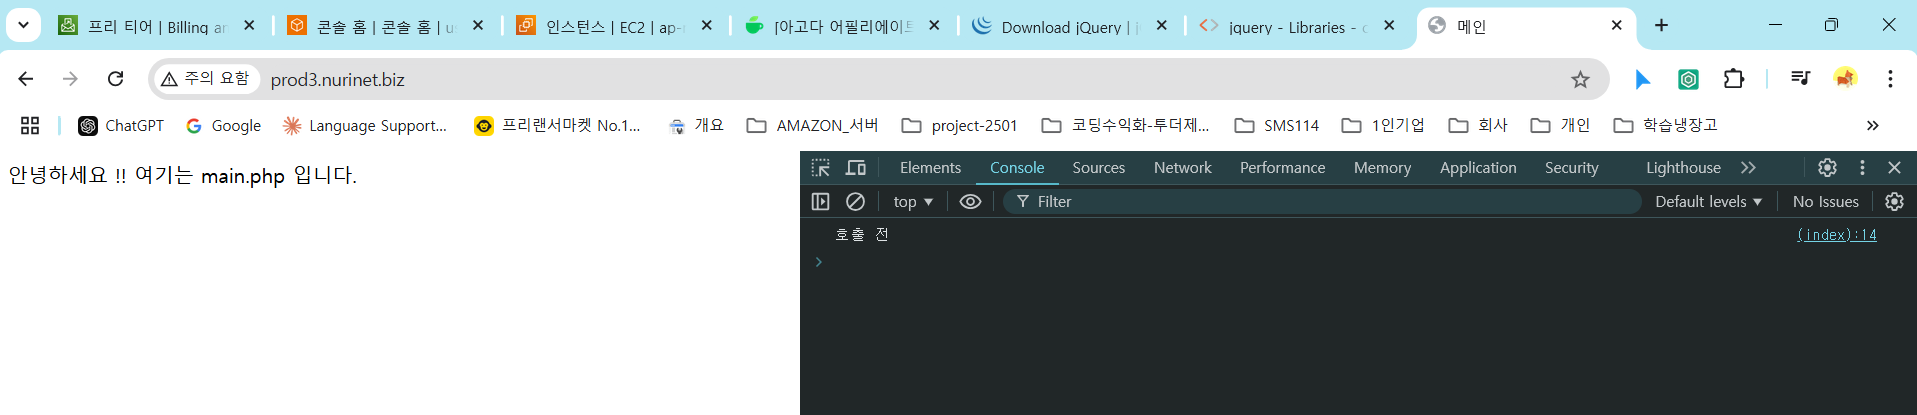 프리 티어 | Billing ar
콘솔 홈 | 콘솔 홈 | u
인스턴스 | EC2 | ap-
[아고다 어필리에이트
Download jQuery | j
jquery - Libraries - c
메인
주의 요함
prod3.nurinet.biz
ChatGPT
Google
Language Support...
프리랜서마켓 No.1...
개요
AMAZON_서버
project-2501
코딩수익화-투더제...
SMS114
1인기업
회사
개인
학습냉장고
안녕하세요 !! 여기는 main.php 입니다.
Elements Console Sources Network Performance Memory Application Security Lighthouse
top Filter Default levels No Issues
호출 전 (index):14